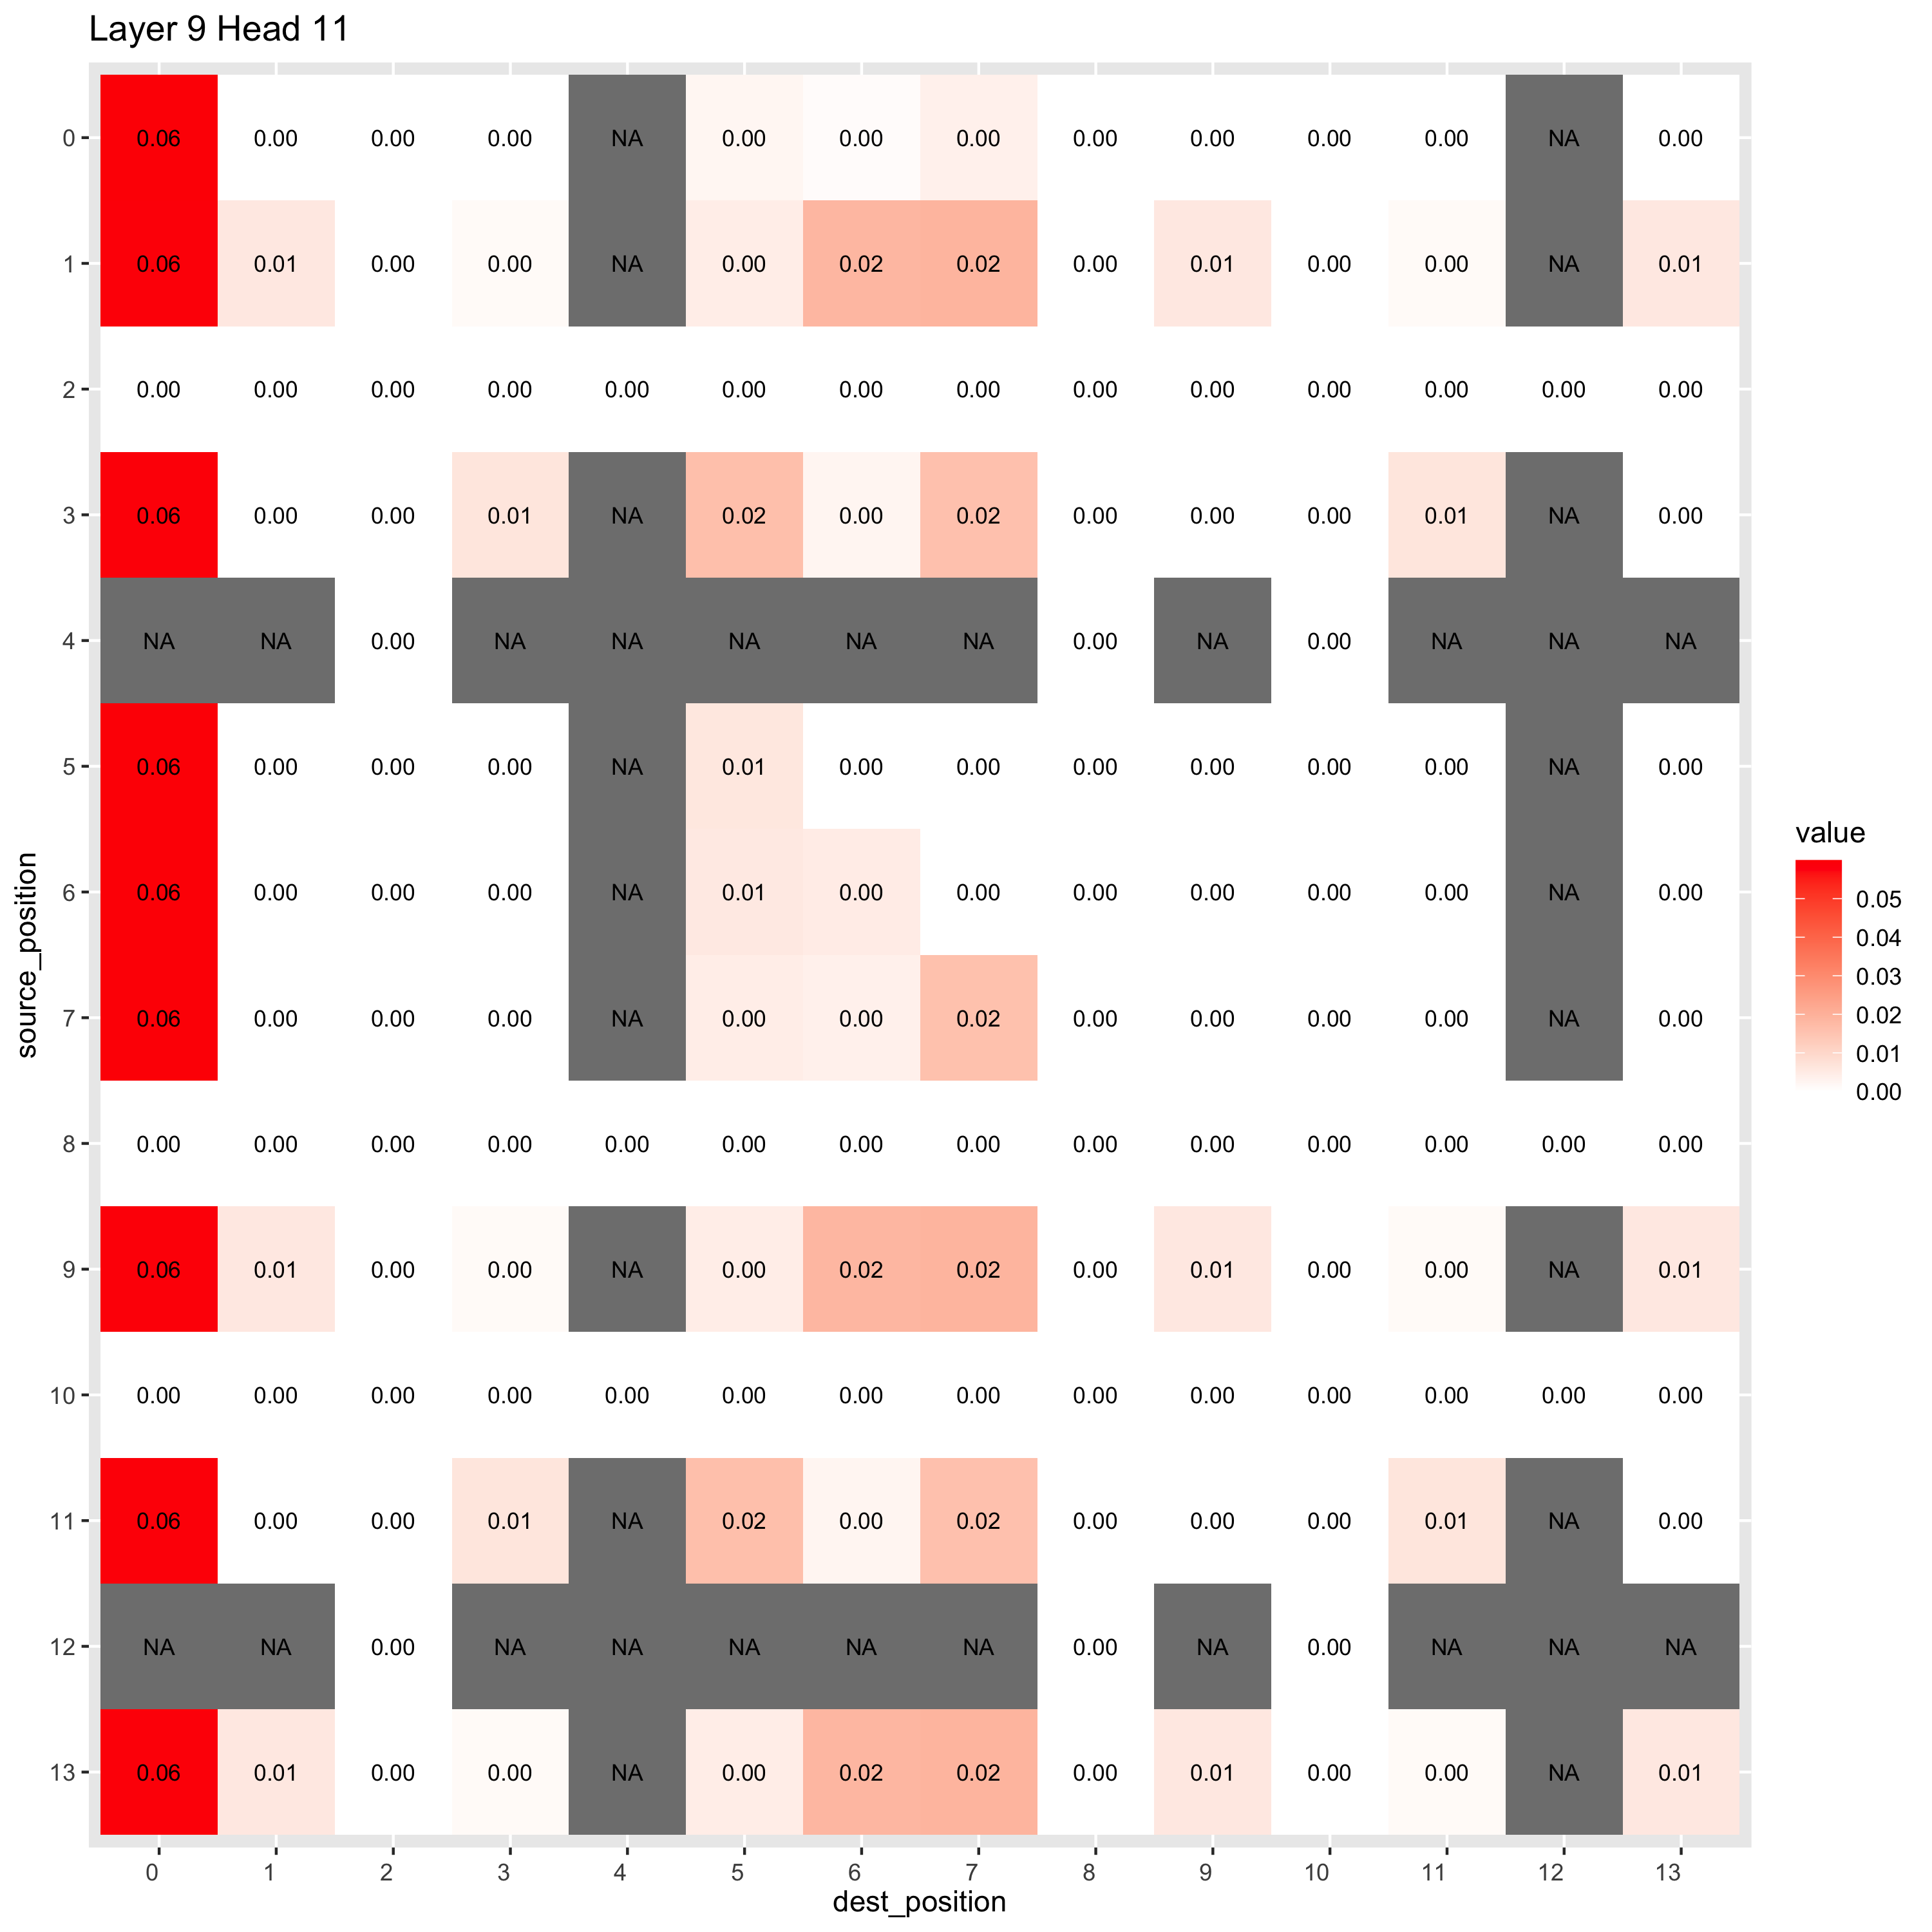 Layer 9 Head 11
0 0.06 0.00 0.00 0.00 NA 0.00 0.00 0.00 0.00 0.00 0.00 0.00 NA 0.00
1 0.06 0.01 0.00 0.00 NA 0.00 0.02 0.02 0.00 0.01 0.00 0.00 NA 0.01
2 0.00 0.00 0.00 0.00 0.00 0.00 0.00 0.00 0.00 0.00 0.00 0.00 0.00 0.00
3 0.06 0.00 0.00 0.01 NA 0.02 0.00 0.02 0.00 0.00 0.00 0.01 NA 0.00
4 NA NA 0.00 NA NA NA NA NA 0.00 NA 0.00 NA NA NA
5 0.06 0.00 0.00 0.00 NA 0.01 0.00 0.00 0.00 0.00 0.00 0.00 NA 0.00
6 0.06 0.00 0.00 0.00 NA 0.01 0.00 0.00 0.00 0.00 0.00 0.00 NA 0.00
7 0.06 0.00 0.00 0.00 NA 0.00 0.00 0.02 0.00 0.00 0.00 0.00 NA 0.00
8 0.00 0.00 0.00 0.00 0.00 0.00 0.00 0.00 0.00 0.00 0.00 0.00 0.00 0.00
9 0.06 0.01 0.00 0.00 NA 0.00 0.02 0.02 0.00 0.01 0.00 0.00 NA 0.01
10 0.00 0.00 0.00 0.00 0.00 0.00 0.00 0.00 0.00 0.00 0.00 0.00 0.00 0.00
11 0.06 0.00 0.00 0.01 NA 0.02 0.00 0.02 0.00 0.00 0.00 0.01 NA 0.00
12 NA NA 0.00 NA NA NA NA NA 0.00 NA 0.00 NA NA NA
13 0.06 0.01 0.00 0.00 NA 0.00 0.02 0.02 0.00 0.01 0.00 0.00 NA 0.01
0 1 2 3 4 5 6 7 8 9 10 11 12 13
dest_position
source_position
value
0.05
0.04
0.03
0.02
0.01
0.00